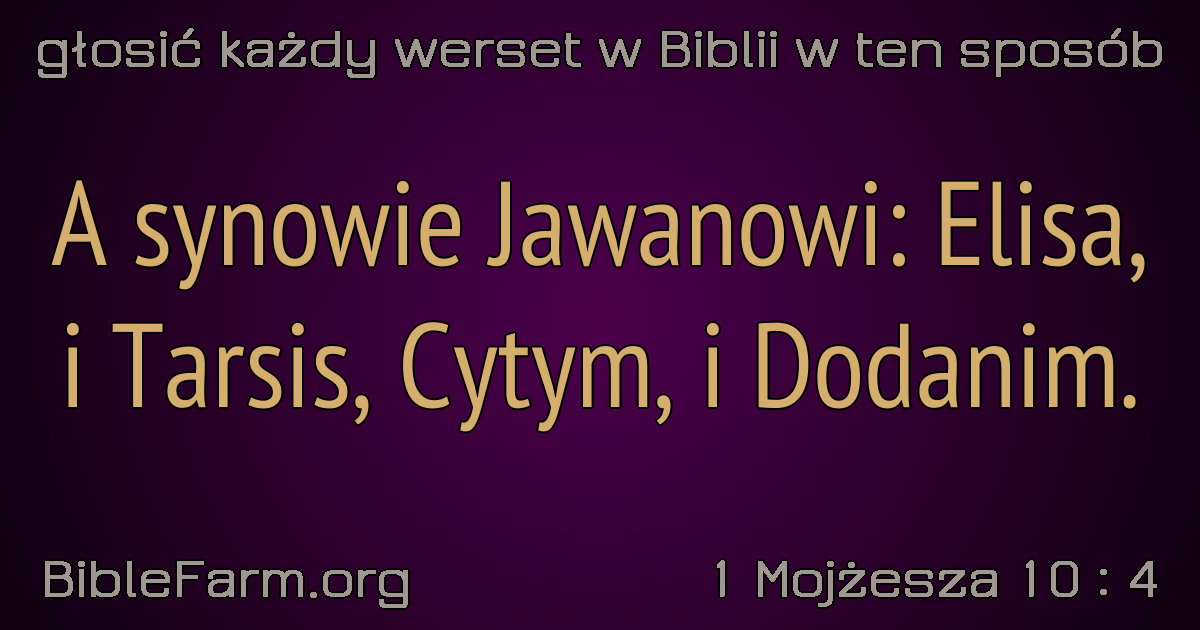 głosić każdy werset w Biblii w ten sposób
A synowie Jawanowi: Elisa,
i Tarsis, Cytym, i Dodanim.
BibleFarm.org
1 Mojżesza 10 : 4